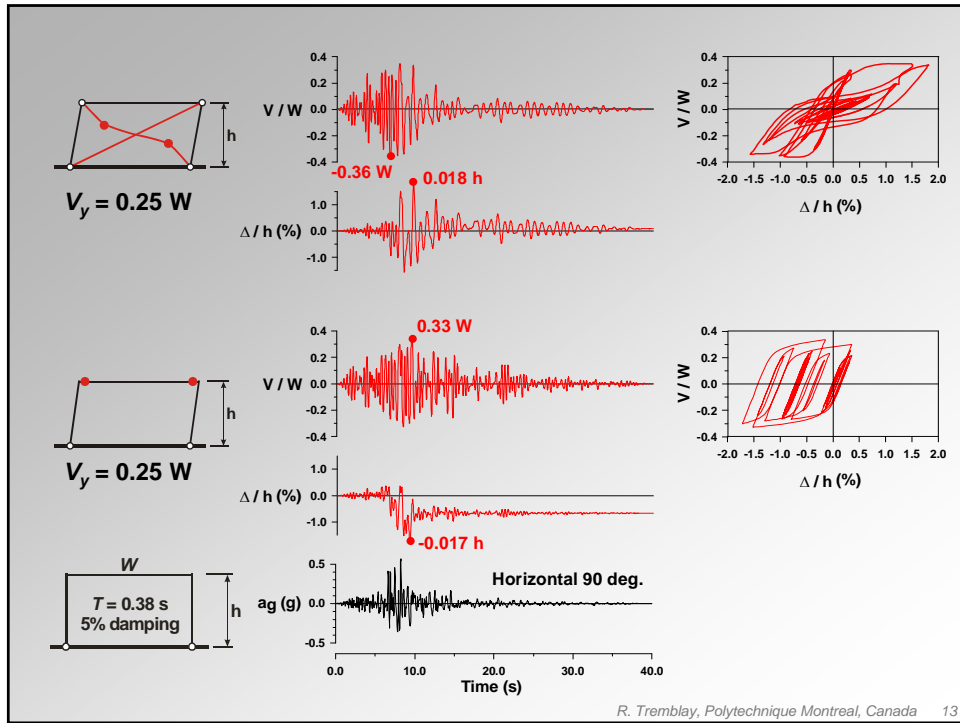 0.4
0.2
V / W 0.0
-0.2
-0.4
-0.36 W
0.018 h
h
V_y = 0.25 W
1.0
Δ / h (%) 0.0
-1.0
0.4
0.2
V / W 0.0
-0.2
-0.4
-2.0 -1.5 -1.0 -0.5 0.0 0.5 1.0 1.5 2.0
Δ / h (%)
0.33 W
0.4
0.2
V / W 0.0
-0.2
-0.4
h
V_y = 0.25 W
1.0
Δ / h (%) 0.0
-1.0
-0.017 h
0.4
0.2
V / W 0.0
-0.2
-0.4
-2.0 -1.5 -1.0 -0.5 0.0 0.5 1.0 1.5 2.0
Δ / h (%)
W
T = 0.38 s
5% damping
h
Horizontal 90 deg.
0.5
a_g (g) 0.0
-0.5
0.0 10.0 20.0 30.0 40.0
Time (s)
R. Tremblay, Polytechnique Montreal, Canada 13